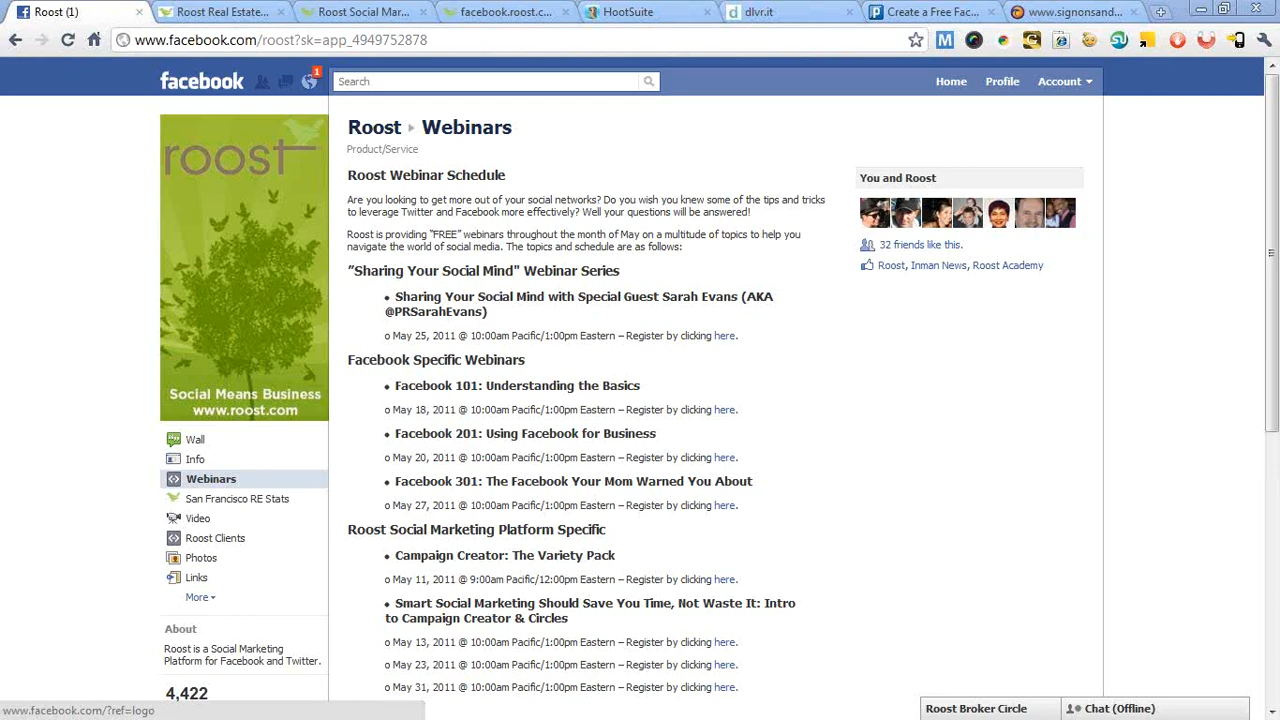 Roost (1)
Roost Real Estate...
Roost Social Mar...
facebook.roost.c...
HootSuite
dlvr.it
Create a Free Fac...
www.signonsand...
www.facebook.com/roost?sk=app_4949752878
facebook
1
Search
Home
Profile
Account
roost
Social Means Business
www.roost.com
Wall
Info
Webinars
San Francisco RE Stats
Video
Roost Clients
Photos
Links
More
About
Roost is a Social Marketing
Platform for Facebook and Twitter.
4,422
Roost Webinars
Product/Service
Roost Webinar Schedule
Are you looking to get more out of your social networks? Do you wish you knew some of the tips and tricks
to leverage Twitter and Facebook more effectively? Well your questions will be answered!
Roost is providing "FREE" webinars throughout the month of May on a multitude of topics to help you
navigate the world of social media. The topics and schedule are as follows:
"Sharing Your Social Mind" Webinar Series
• Sharing Your Social Mind with Special Guest Sarah Evans (AKA
@PRSarahEvans)
o May 25, 2011 @ 10:00am Pacific/1:00pm Eastern – Register by clicking here.
Facebook Specific Webinars
• Facebook 101: Understanding the Basics
o May 18, 2011 @ 10:00am Pacific/1:00pm Eastern – Register by clicking here.
• Facebook 201: Using Facebook for Business
o May 20, 2011 @ 10:00am Pacific/1:00pm Eastern – Register by clicking here.
• Facebook 301: The Facebook Your Mom Warned You About
o May 27, 2011 @ 10:00am Pacific/1:00pm Eastern – Register by clicking here.
Roost Social Marketing Platform Specific
• Campaign Creator: The Variety Pack
o May 11, 2011 @ 9:00am Pacific/12:00pm Eastern – Register by clicking here.
• Smart Social Marketing Should Save You Time, Not Waste It: Intro
to Campaign Creator & Circles
o May 13, 2011 @ 10:00am Pacific/1:00pm Eastern – Register by clicking here.
o May 23, 2011 @ 10:00am Pacific/1:00pm Eastern – Register by clicking here.
o May 31, 2011 @ 10:00am Pacific/1:00pm Eastern – Register by clicking here.
You and Roost
32 friends like this.
Roost, Inman News, Roost Academy
www.facebook.com/?ref=logo
Roost Broker Circle
Chat (Offline)